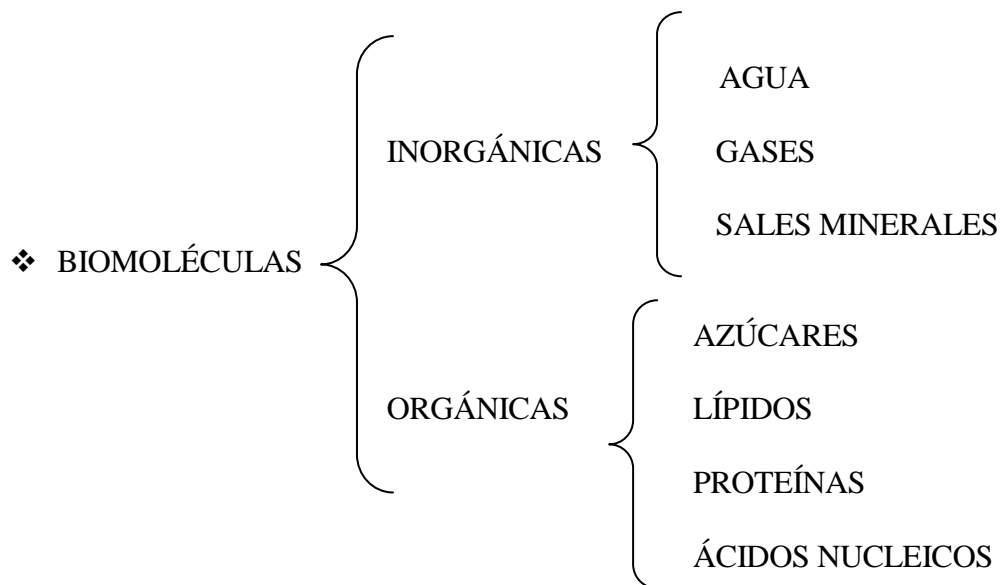 ❖ BIOMOLÉCULAS
INORGÁNICAS
AGUA
GASES
SALES MINERALES
ORGÁNICAS
AZÚCARES
LÍPIDOS
PROTEÍNAS
ÁCIDOS NUCLEICOS